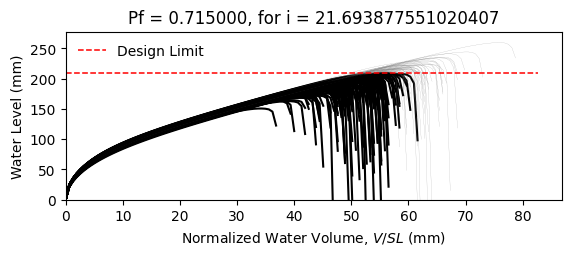 Pf = 0.715000, for i = 21.693877551020407
Design Limit
Water Level (mm)
250
200
150
100
50
0
0 10 20 30 40 50 60 70 80
Normalized Water Volume, V/SL (mm)